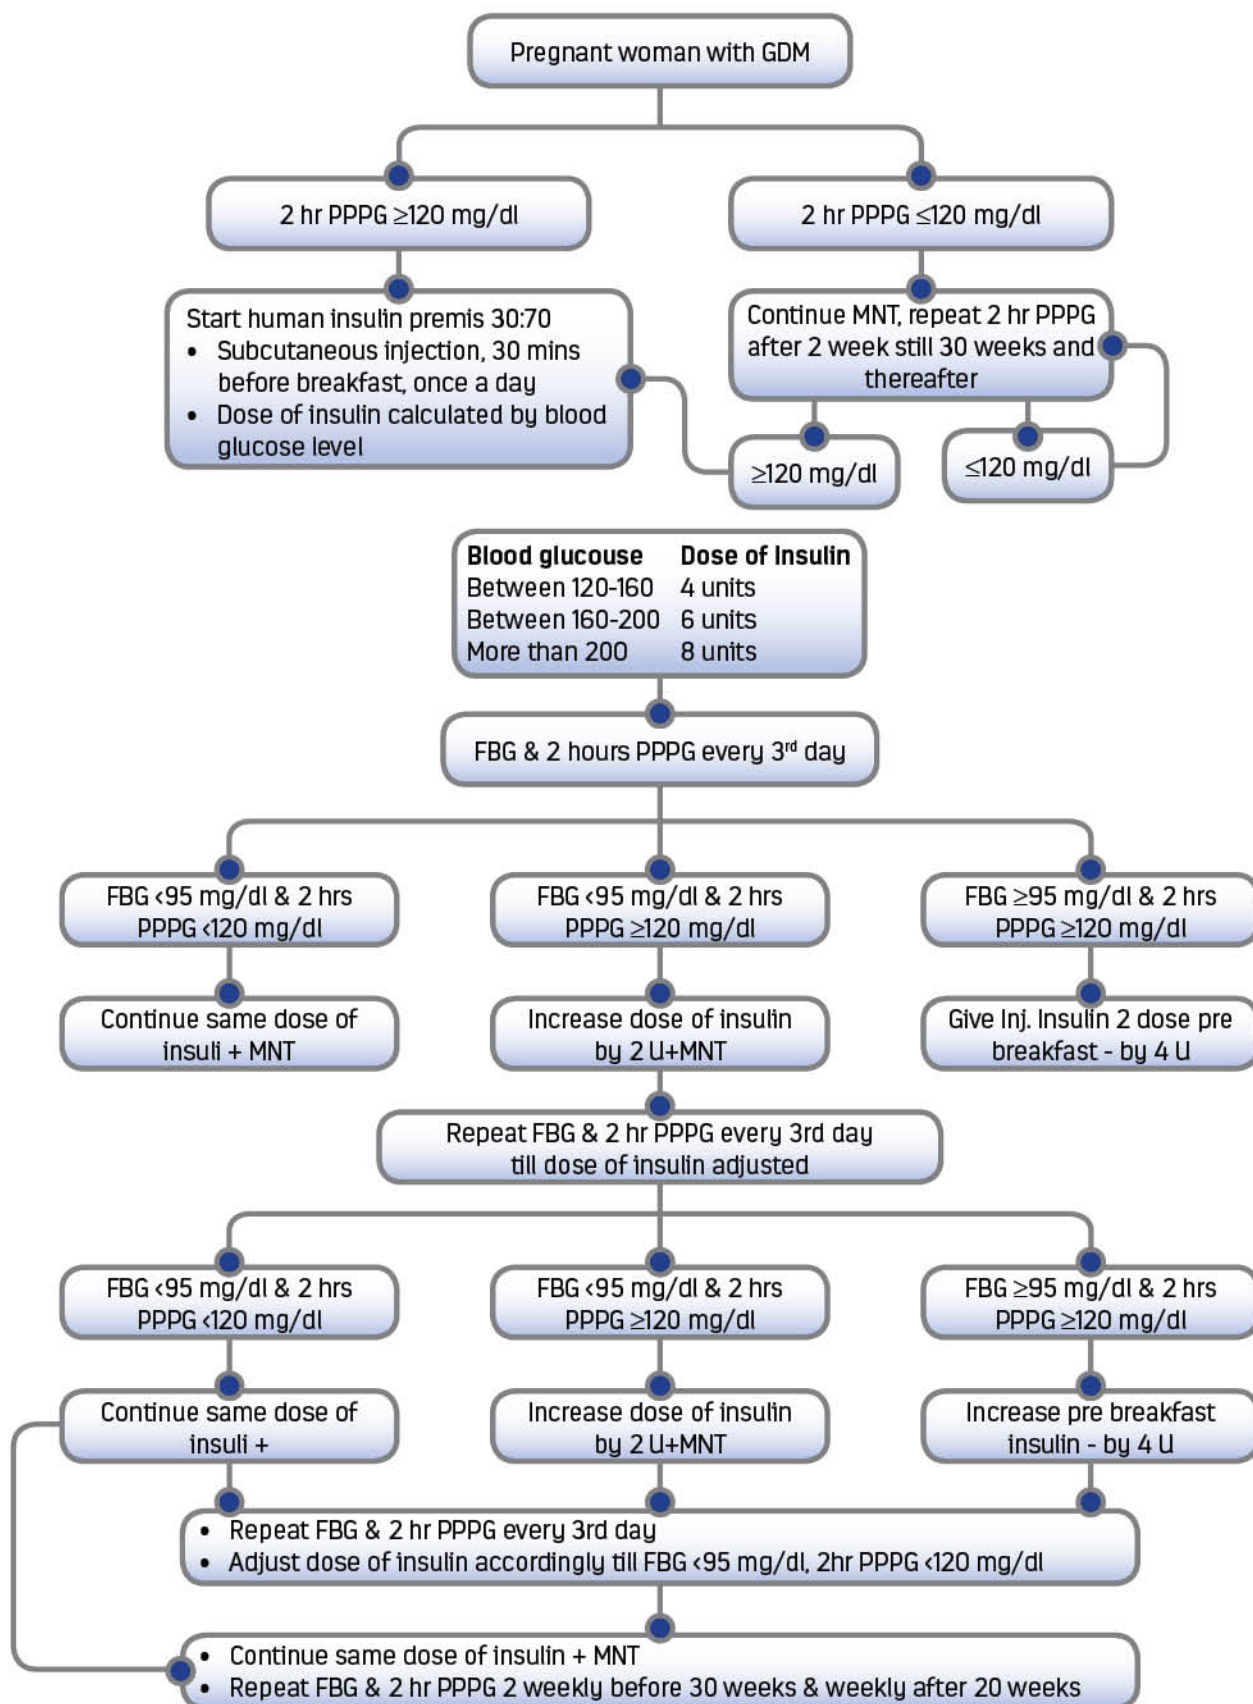 Pregnant woman with GDM
2 hr PPPG ≥120 mg/dl
2 hr PPPG ≤120 mg/dl
Start human insulin premis 30:70
• Subcutaneous injection, 30 mins
before breakfast, once a day
• Dose of insulin calculated by blood
glucose level
Continue MNT, repeat 2 hr PPPG
after 2 week still 30 weeks and
thereafter
≥120 mg/dl
≤120 mg/dl
Blood glucouse Dose of Insulin
Between 120-160 4 units
Between 160-200 6 units
More than 200 8 units
FBG & 2 hours PPPG every 3rd day
FBG <95 mg/dl & 2 hrs
PPPG <120 mg/dl
FBG <95 mg/dl & 2 hrs
PPPG ≥120 mg/dl
FBG ≥95 mg/dl & 2 hrs
PPPG ≥120 mg/dl
Continue same dose of
insuli + MNT
Increase dose of insulin
by 2 U+MNT
Give Inj. Insulin 2 dose pre
breakfast - by 4 U
Repeat FBG & 2 hr PPPG every 3rd day
till dose of insulin adjusted
FBG <95 mg/dl & 2 hrs
PPPG <120 mg/dl
FBG <95 mg/dl & 2 hrs
PPPG ≥120 mg/dl
FBG ≥95 mg/dl & 2 hrs
PPPG ≥120 mg/dl
Continue same dose of
insuli +
Increase dose of insulin
by 2 U+MNT
Increase pre breakfast
insulin - by 4 U
• Repeat FBG & 2 hr PPPG every 3rd day
• Adjust dose of insulin accordingly till FBG <95 mg/dl, 2hr PPPG <120 mg/dl
• Continue same dose of insulin + MNT
• Repeat FBG & 2 hr PPPG 2 weekly before 30 weeks & weekly after 20 weeks